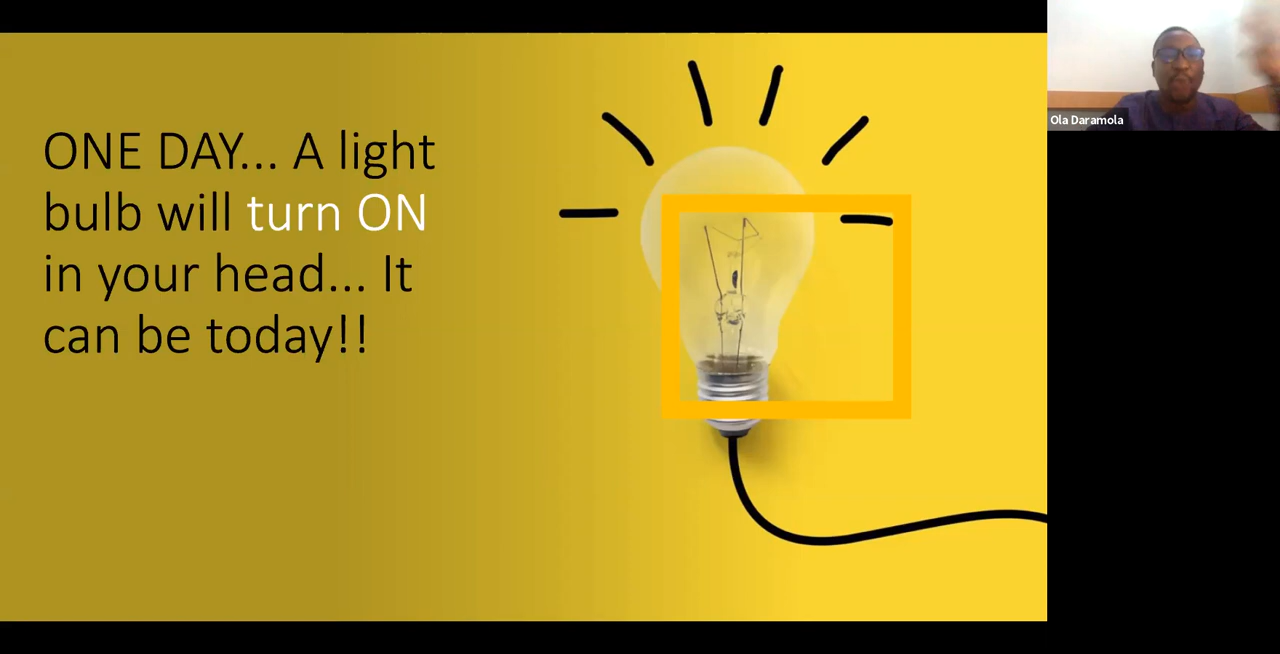 ONE DAY... A light
bulb will turn ON
in your head... It
can be today!!
Ola Daramola